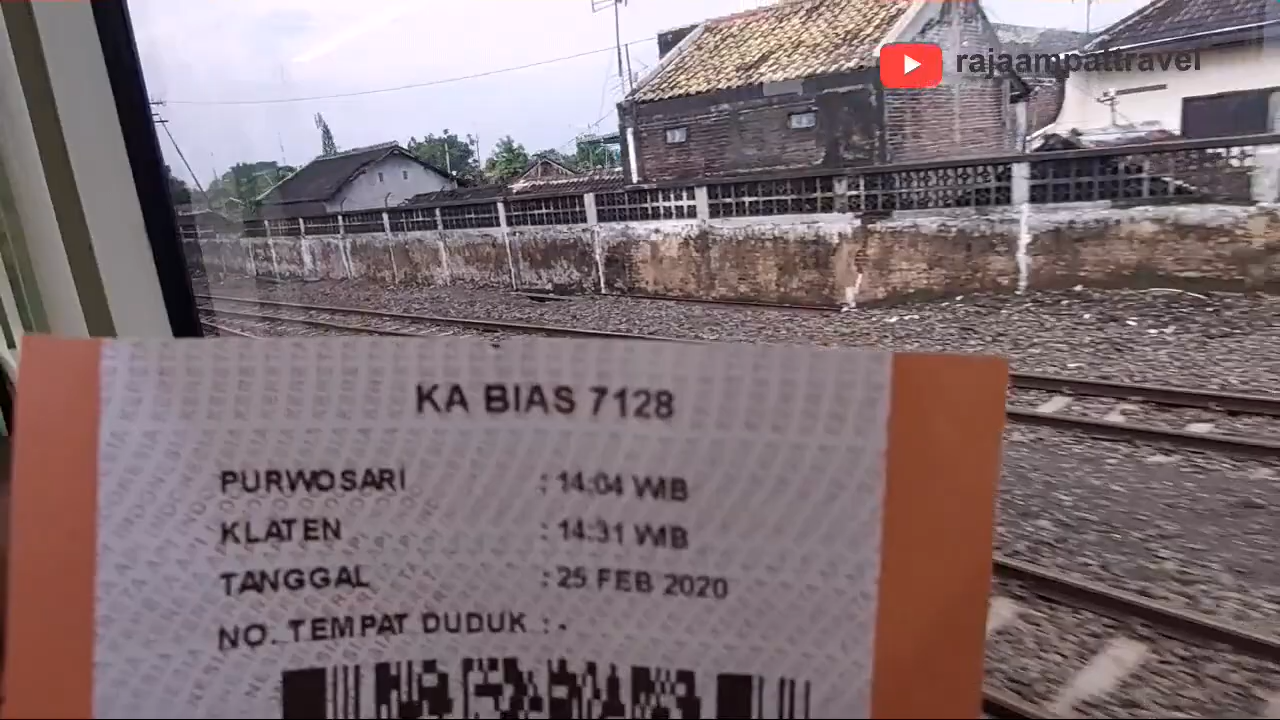 rajaampattravel
KA BIAS 7128
PURWOSARI : 14:04 WIB
KLATEN : 14:31 WIB
TANGGAL : 25 FEB 2020
NO. TEMPAT DUDUK : -